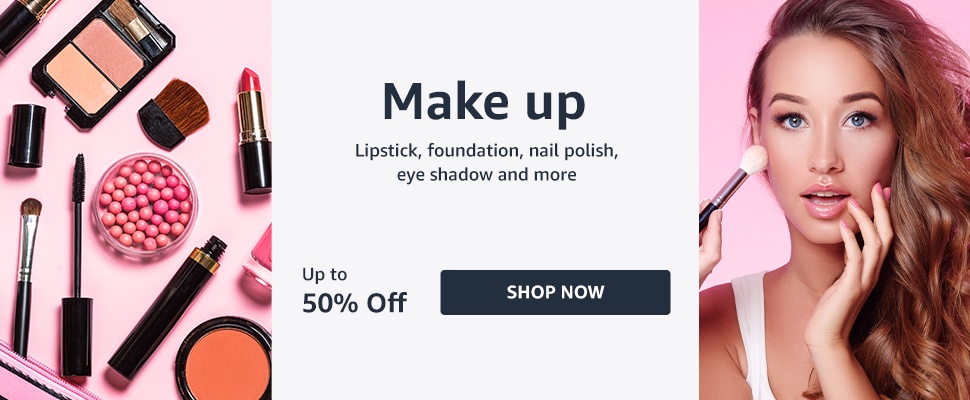 Make up
Lipstick, foundation, nail polish,
eye shadow and more
Up to
50% Off
SHOP NOW